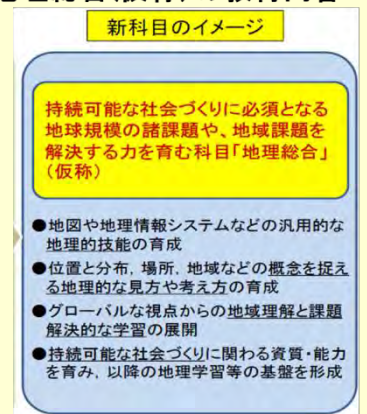 新科目のイメージ
持続可能な社会づくりに必須となる
地球規模の諸課題や、地域課題を
解決する力を育む科目「地理総合」
(仮称)
●地図や地理情報システムなどの汎用的な
地理的技能の育成
●位置と分布，場所，地域などの概念を捉え
る地理的な見方や考え方の育成
●グローバルな視点からの地域理解と課題
解決的な学習の展開
●持続可能な社会づくりに関わる資質・能力
を育み，以降の地理学習等の基盤を形成